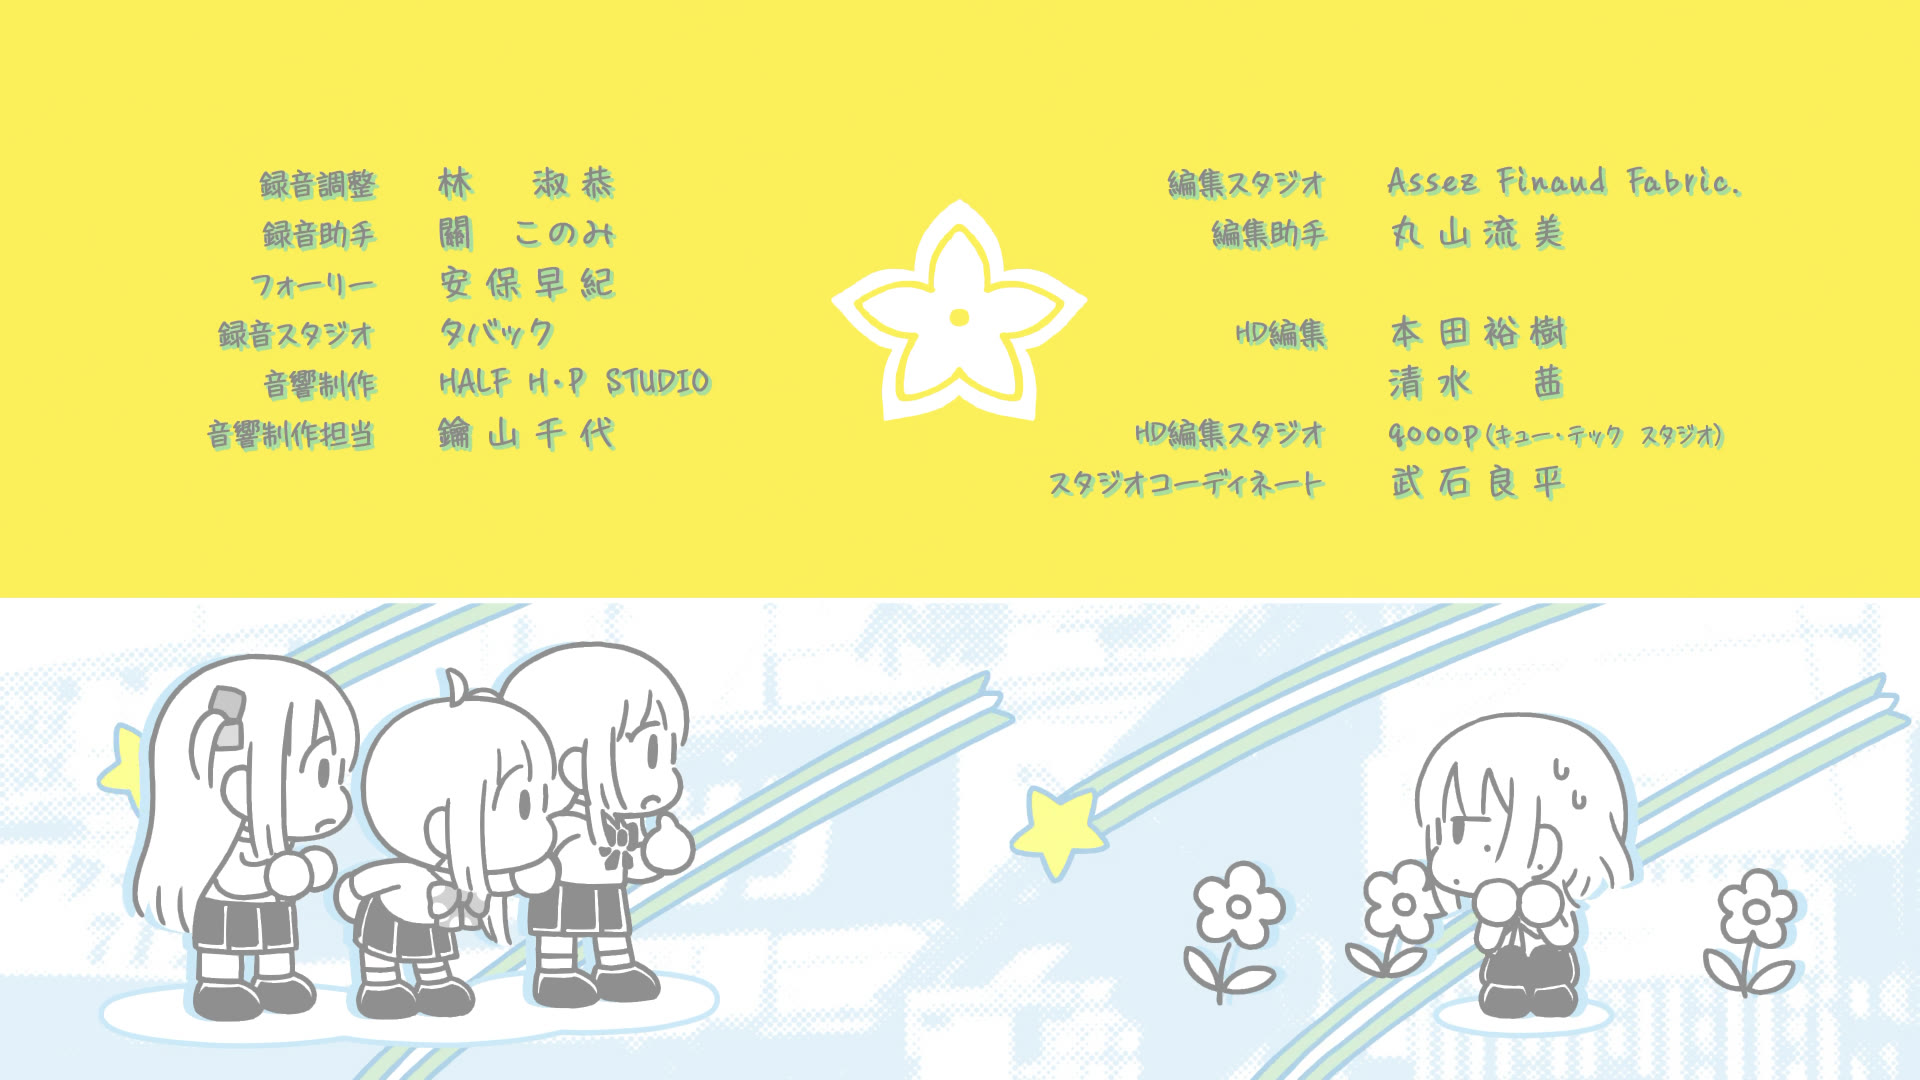 録音調整 林 淑恭
録音助手 關 このみ
フォーリー 安保早紀
録音スタジオ タバック
音響制作 HALF H・P STUDIO
音響制作担当 鑰山千代
編集スタジオ Assez Finaud Fabric.
編集助手 丸山流美
HD編集 本田裕樹
清水 茜
HD編集スタジオ q000p(キュー・テック スタジオ)
スタジオコーディネート 武石良平